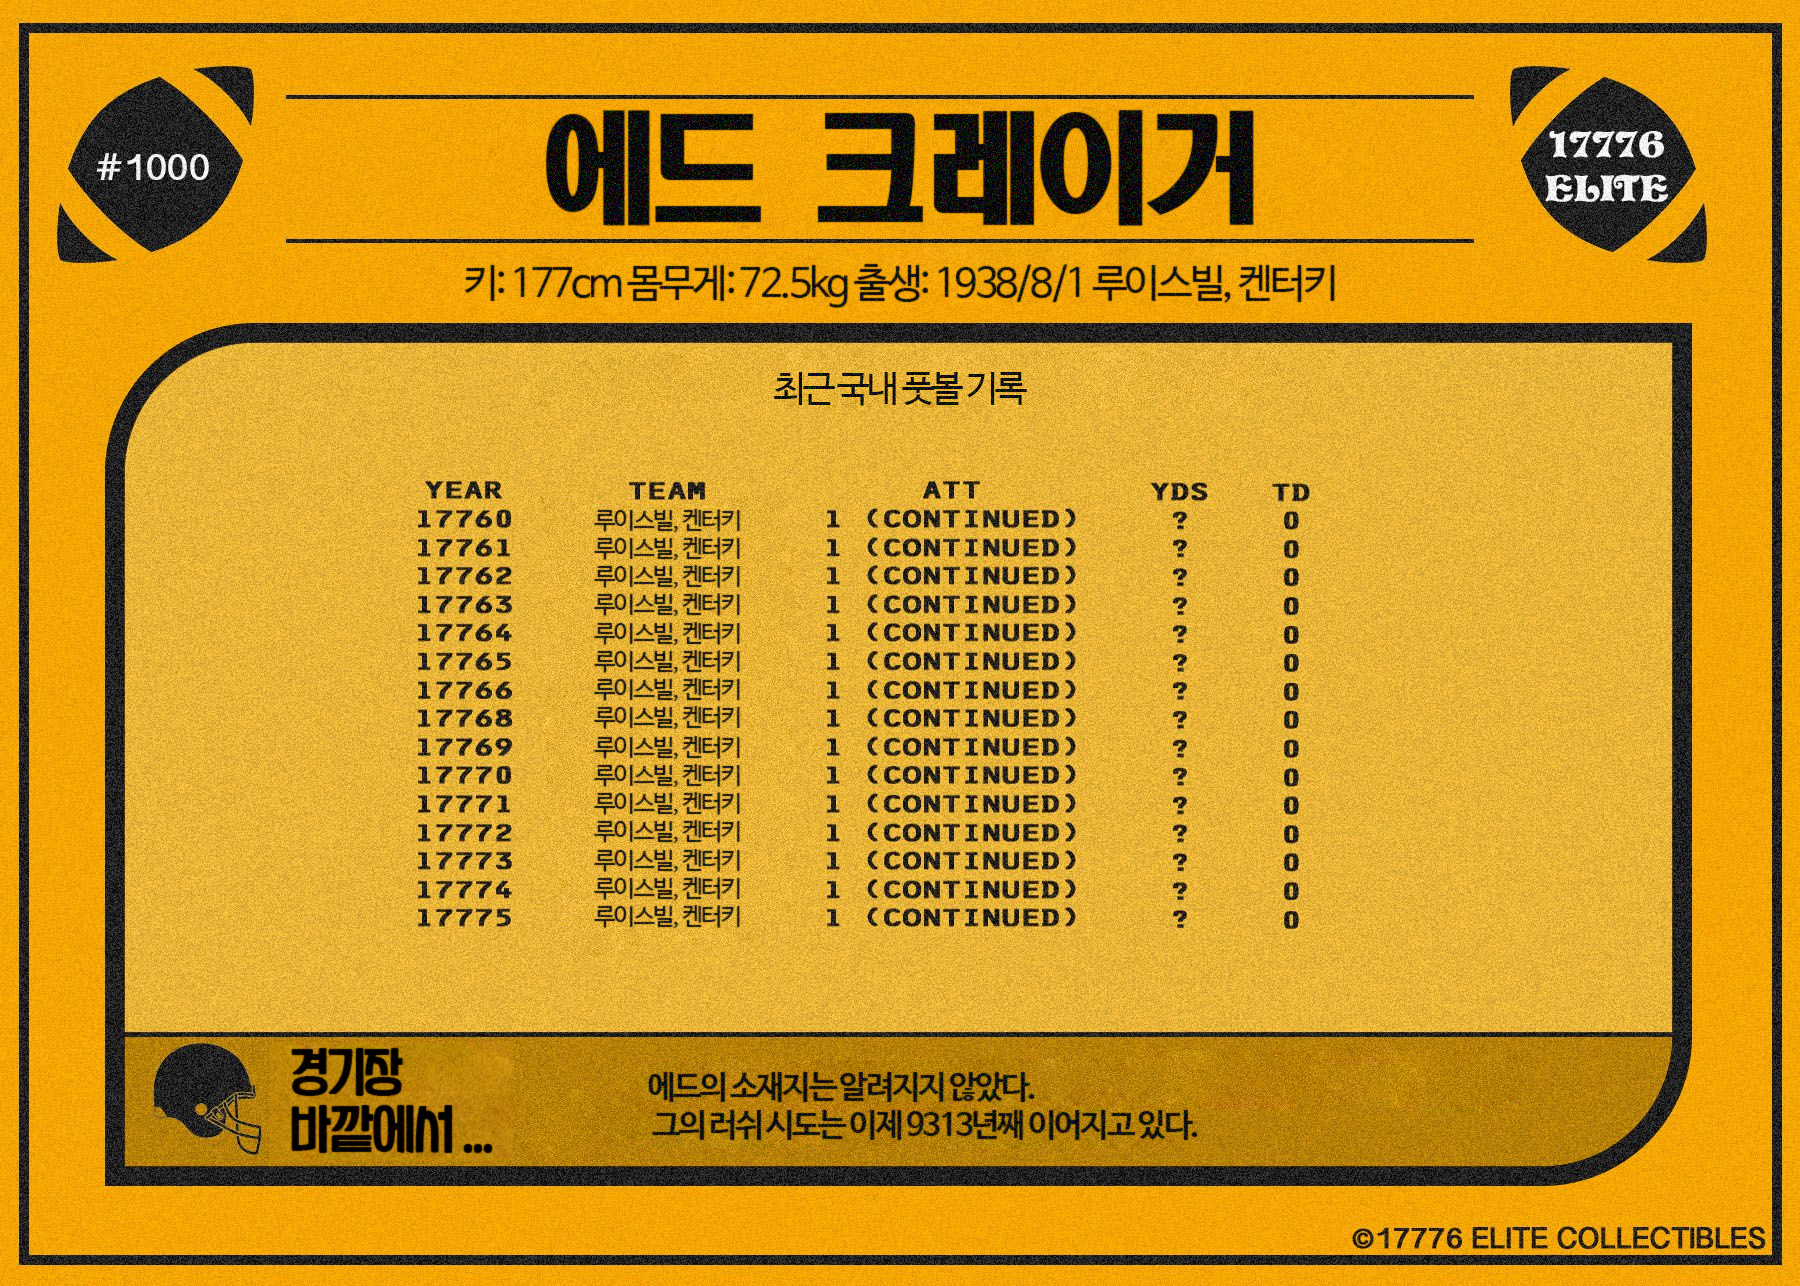 #1000
에드 크레이거
17776
ELITE
키: 177cm 몸무게: 72.5kg 출생: 1938/8/1 루이스빌, 켄터키
최근 국내 풋볼 기록
YEAR TEAM ATT YDS TD
17760 루이스빌, 켄터키 1 (CONTINUED) ? 0
17761 루이스빌, 켄터키 1 (CONTINUED) ? 0
17762 루이스빌, 켄터키 1 (CONTINUED) ? 0
17763 루이스빌, 켄터키 1 (CONTINUED) ? 0
17764 루이스빌, 켄터키 1 (CONTINUED) ? 0
17765 루이스빌, 켄터키 1 (CONTINUED) ? 0
17766 루이스빌, 켄터키 1 (CONTINUED) ? 0
17768 루이스빌, 켄터키 1 (CONTINUED) ? 0
17769 루이스빌, 켄터키 1 (CONTINUED) ? 0
17770 루이스빌, 켄터키 1 (CONTINUED) ? 0
17771 루이스빌, 켄터키 1 (CONTINUED) ? 0
17772 루이스빌, 켄터키 1 (CONTINUED) ? 0
17773 루이스빌, 켄터키 1 (CONTINUED) ? 0
17774 루이스빌, 켄터키 1 (CONTINUED) ? 0
17775 루이스빌, 켄터키 1 (CONTINUED) ? 0
경기장
바깥에서 ...
에드의 소재지는 알려지지 않았다.
그의 러쉬 시도는 이제 9313년째 이어지고 있다.
©17776 ELITE COLLECTIBLES